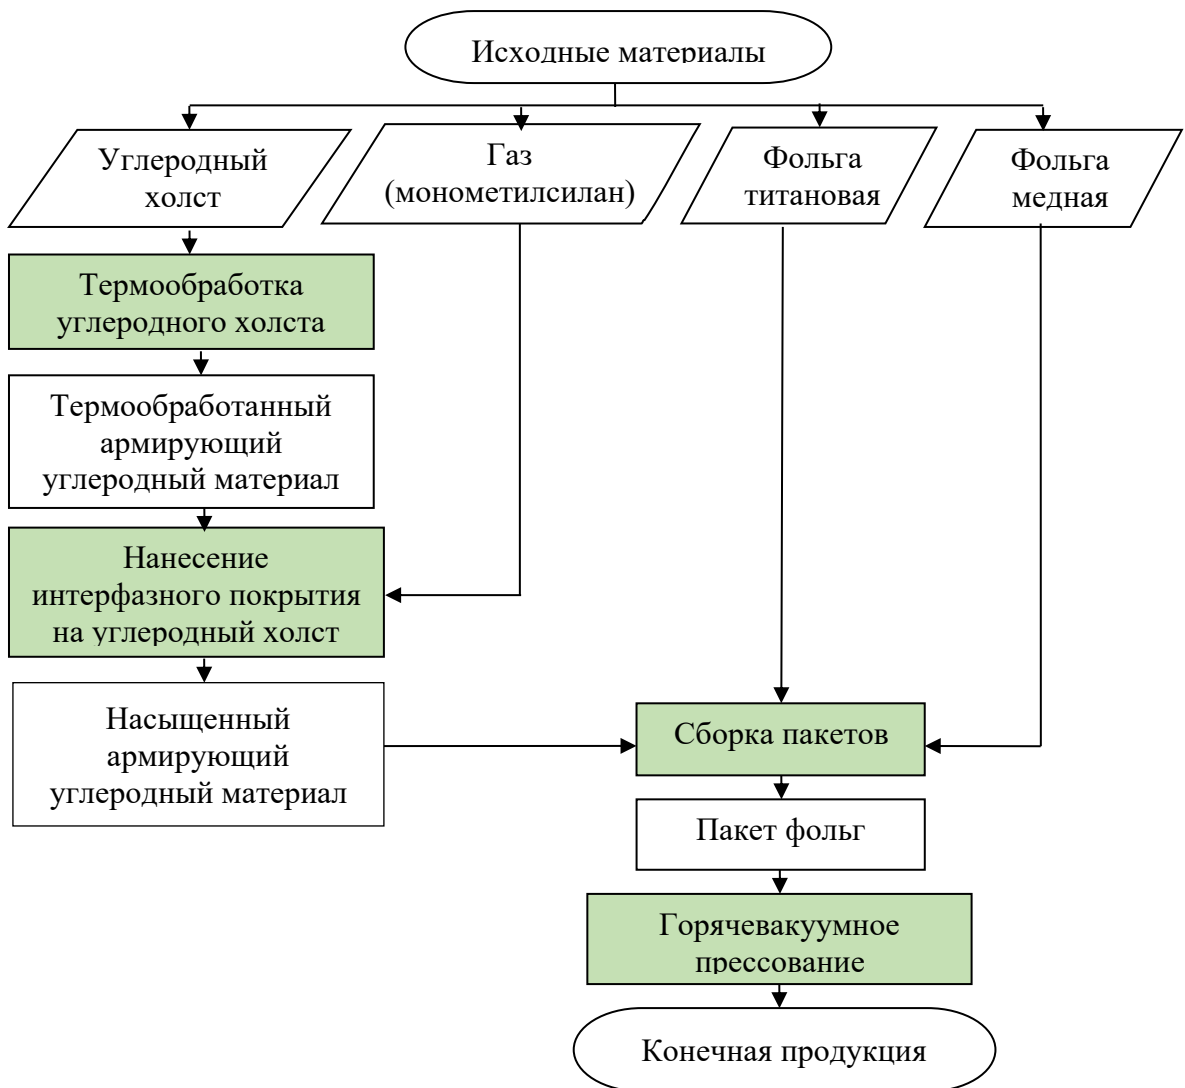 Исходные материалы
Углеродный
холст
Газ
(монометилсилан)
Фольга
титановая
Фольга
медная
Термообработка
углеродного холста
Термообработанный
армирующий
углеродный материал
Нанесение
интерфазного покрытия
на углеродный холст
Насыщенный
армирующий
углеродный материал
Сборка пакетов
Пакет фольг
Горячевакуумное
прессование
Конечная продукция